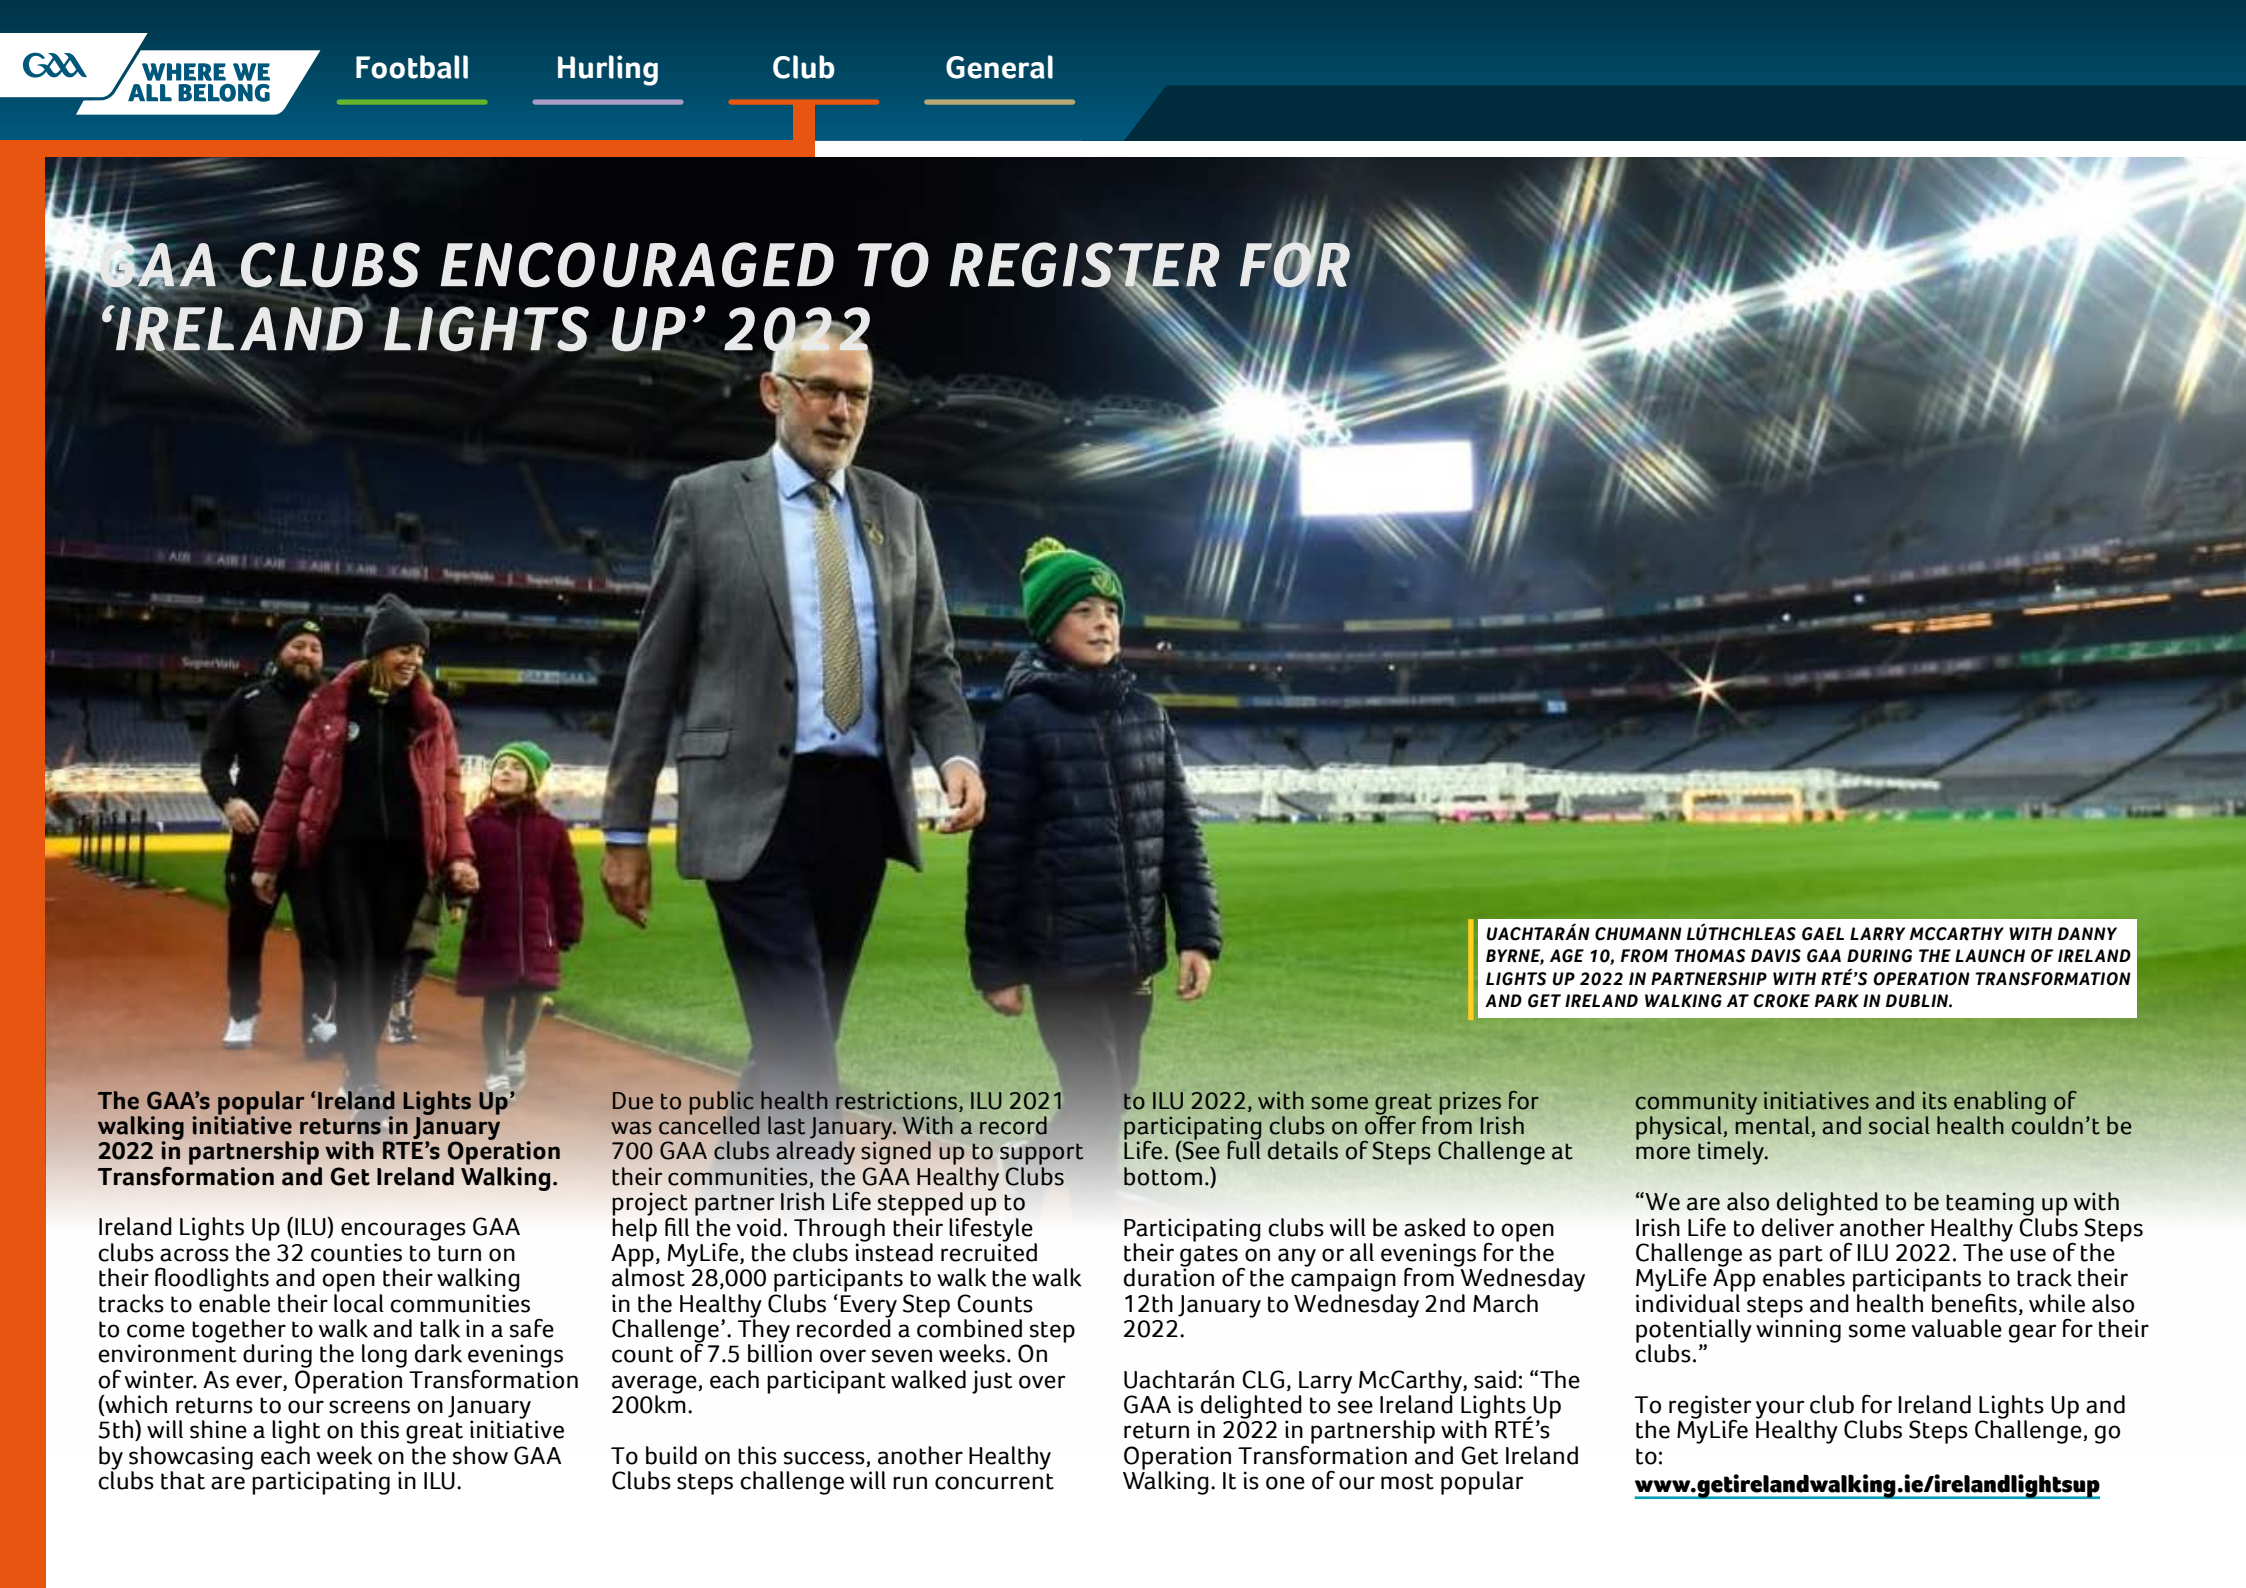 GAA
WHERE WE
ALL BELONG
Football
Hurling
Club
General
GAA CLUBS ENCOURAGED TO REGISTER FOR
‘IRELAND LIGHTS UP’ 2022
AIB
AIB
AIB
AIB
AIB
AIB
SuperValu
SuperValu
SuperValu
SuperValu
UACHTARÁN CHUMANN LÚTHCHLEAS GAEL LARRY MCCARTHY WITH DANNY
BYRNE, AGE 10, FROM THOMAS DAVIS GAA DURING THE LAUNCH OF IRELAND
LIGHTS UP 2022 IN PARTNERSHIP WITH RTÉ’S OPERATION TRANSFORMATION
AND GET IRELAND WALKING AT CROKE PARK IN DUBLIN.
The GAA’s popular ‘Ireland Lights Up’
walking initiative returns in January
2022 in partnership with RTÉ’s Operation
Transformation and Get Ireland Walking.
Ireland Lights Up (ILU) encourages GAA
clubs across the 32 counties to turn on
their floodlights and open their walking
tracks to enable their local communities
to come together to walk and talk in a safe
environment during the long dark evenings
of winter. As ever, Operation Transformation
(which returns to our screens on January
5th) will shine a light on this great initiative
by showcasing each week on the show GAA
clubs that are participating in ILU.
Due to public health restrictions, ILU 2021
was cancelled last January. With a record
700 GAA clubs already signed up to support
their communities, the GAA Healthy Clubs
project partner Irish Life stepped up to
help fill the void. Through their lifestyle
App, MyLife, the clubs instead recruited
almost 28,000 participants to walk the walk
in the Healthy Clubs ‘Every Step Counts
Challenge’. They recorded a combined step
count of 7.5 billion over seven weeks. On
average, each participant walked just over
200km.
To build on this success, another Healthy
Clubs steps challenge will run concurrent
to ILU 2022, with some great prizes for
participating clubs on offer from Irish
Life. (See full details of Steps Challenge at
bottom.)
Participating clubs will be asked to open
their gates on any or all evenings for the
duration of the campaign from Wednesday
12th January to Wednesday 2nd March
2022.
Uachtarán CLG, Larry McCarthy, said: “The
GAA is delighted to see Ireland Lights Up
return in 2022 in partnership with RTÉ’s
Operation Transformation and Get Ireland
Walking. It is one of our most popular
community initiatives and its enabling of
physical, mental, and social health couldn’t be
more timely.
“We are also delighted to be teaming up with
Irish Life to deliver another Healthy Clubs Steps
Challenge as part of ILU 2022. The use of the
MyLife App enables participants to track their
individual steps and health benefits, while also
potentially winning some valuable gear for their
clubs.”
To register your club for Ireland Lights Up and
the MyLife Healthy Clubs Steps Challenge, go
to:
www.getirelandwalking.ie/irelandlightsup